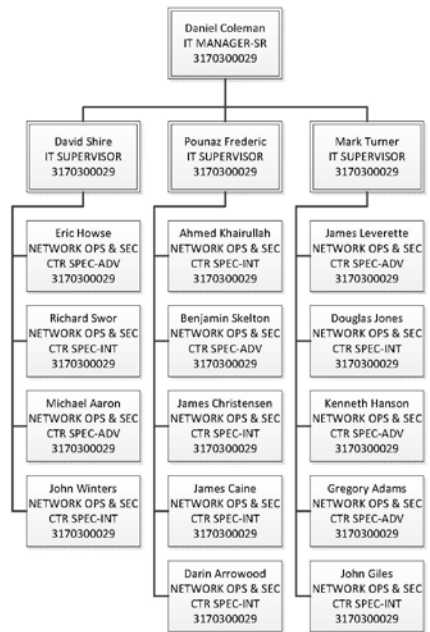 Daniel Coleman
IT MANAGER-SR
3170300029
David Shire
IT SUPERVISOR
3170300029
Pounaz Frederic
IT SUPERVISOR
3170300029
Mark Turner
IT SUPERVISOR
3170300029
Eric Howse
NETWORK OPS & SEC
CTR SPEC-ADV
3170300029
Richard Swor
NETWORK OPS & SEC
CTR SPEC-INT
3170300029
Michael Aaron
NETWORK OPS & SEC
CTR SPEC-ADV
3170300029
John Winters
NETWORK OPS & SEC
CTR SPEC-INT
3170300029
Ahmed Khairullah
NETWORK OPS & SEC
CTR SPEC-INT
3170300029
Benjamin Skelton
NETWORK OPS & SEC
CTR SPEC-ADV
3170300029
James Christensen
NETWORK OPS & SEC
CTR SPEC-INT
3170300029
James Caine
NETWORK OPS & SEC
CTR SPEC-INT
3170300029
Darin Arrowood
NETWORK OPS & SEC
CTR SPEC-INT
3170300029
James Leverette
NETWORK OPS & SEC
CTR SPEC-ADV
3170300029
Douglas Jones
NETWORK OPS & SEC
CTR SPEC-INT
3170300029
Kenneth Hanson
NETWORK OPS & SEC
CTR SPEC-ADV
3170300029
Gregory Adams
NETWORK OPS & SEC
CTR SPEC-ADV
3170300029
John Giles
NETWORK OPS & SEC
CTR SPEC-INT
3170300029